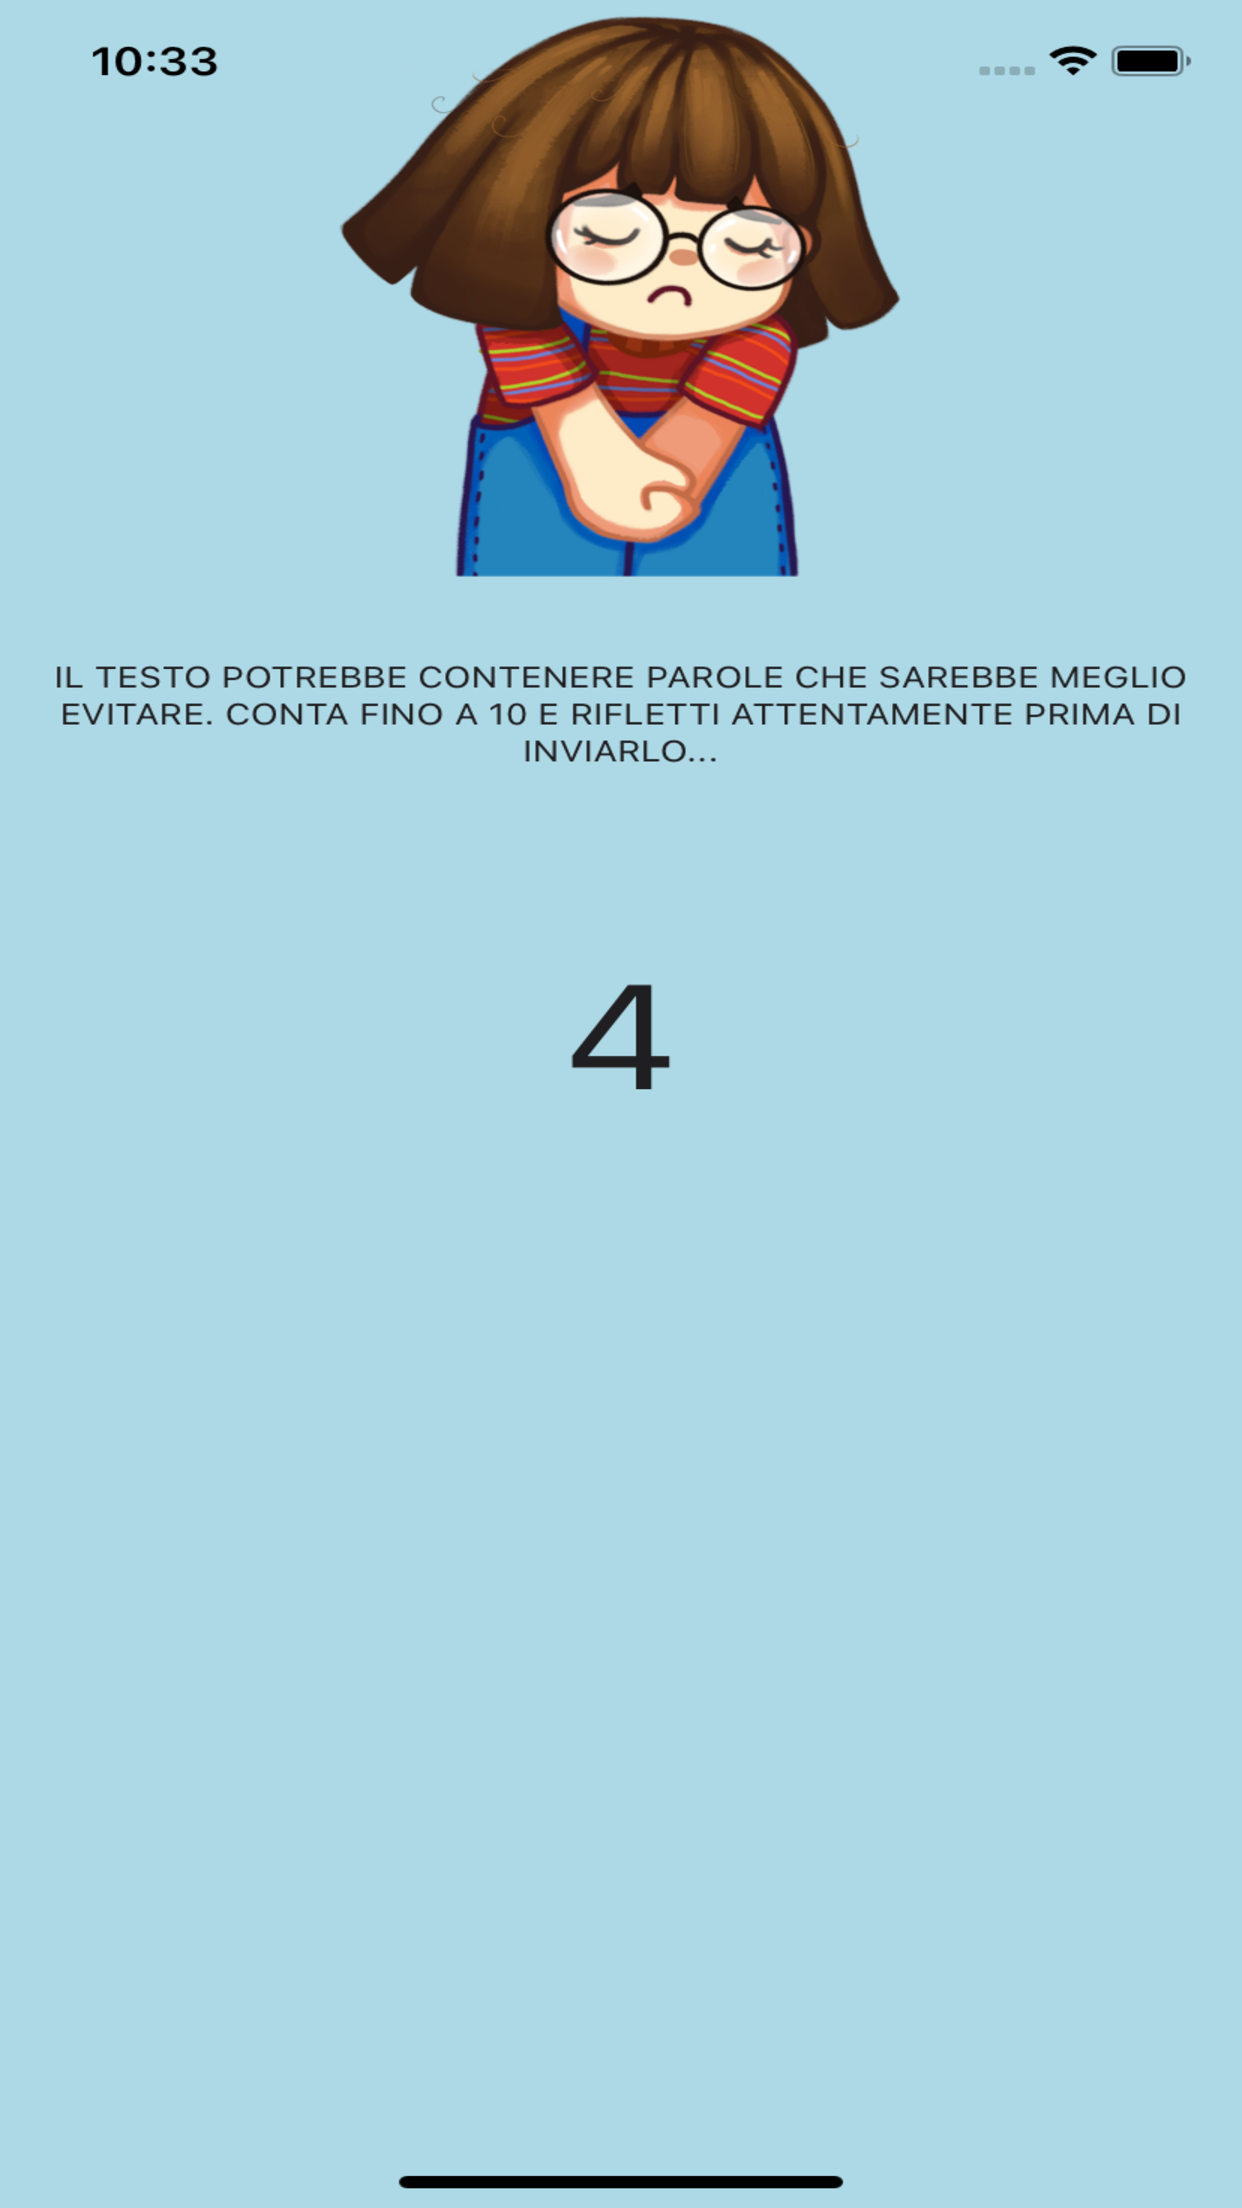 10:33
IL TESTO POTREBBE CONTENERE PAROLE CHE SAREBBE MEGLIO
EVITARE. CONTA FINO A 10 E RIFLETTI ATTENTAMENTE PRIMA DI
INVIARLO...
4